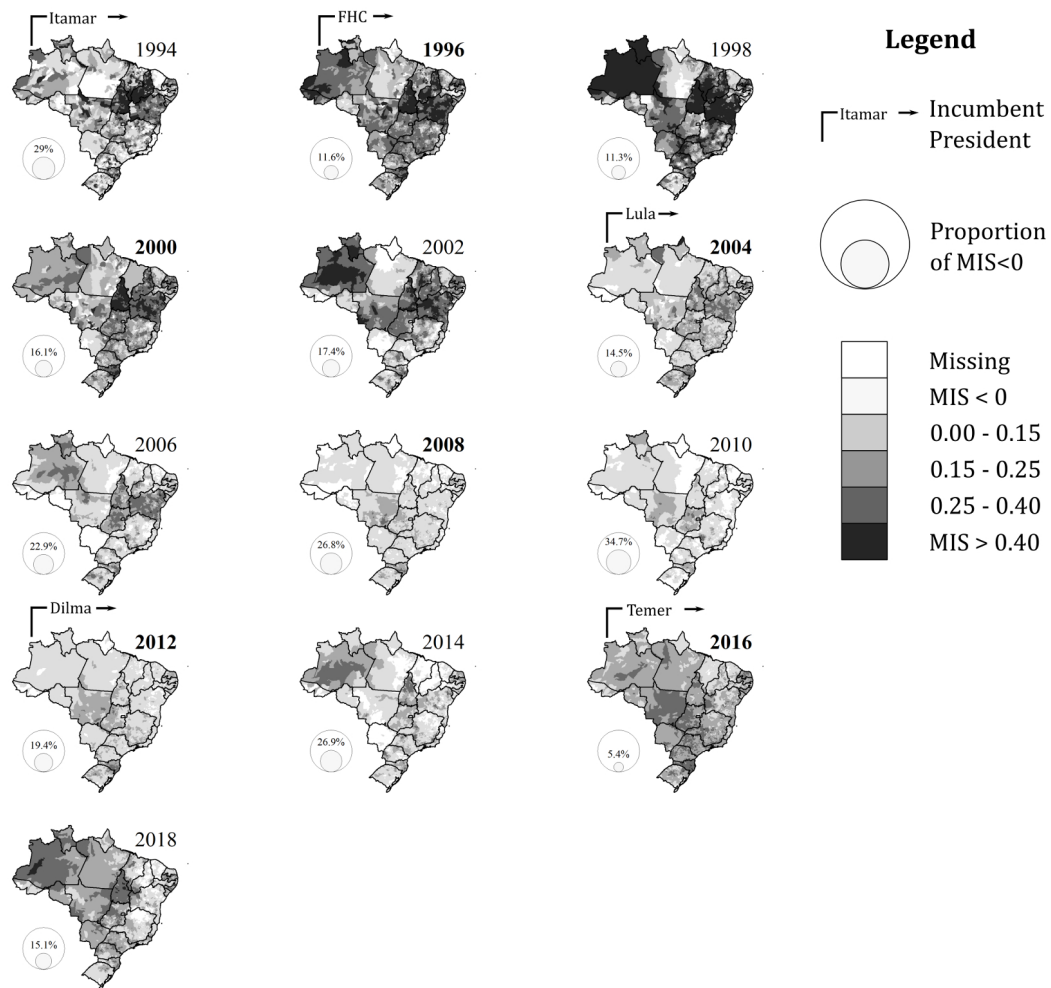 Itamar
1994
29%
FHC
1996
11.6%
1998
11.3%
Legend
Itamar
Incumbent
President
Proportion
of MIS<0
2000
16.1%
2002
17.4%
Lula
2004
14.5%
Missing
MIS < 0
0.00 - 0.15
0.15 - 0.25
0.25 - 0.40
MIS > 0.40
2006
22.9%
2008
26.8%
2010
34.7%
Dilma
2012
19.4%
2014
26.9%
Temer
2016
5.4%
2018
15.1%